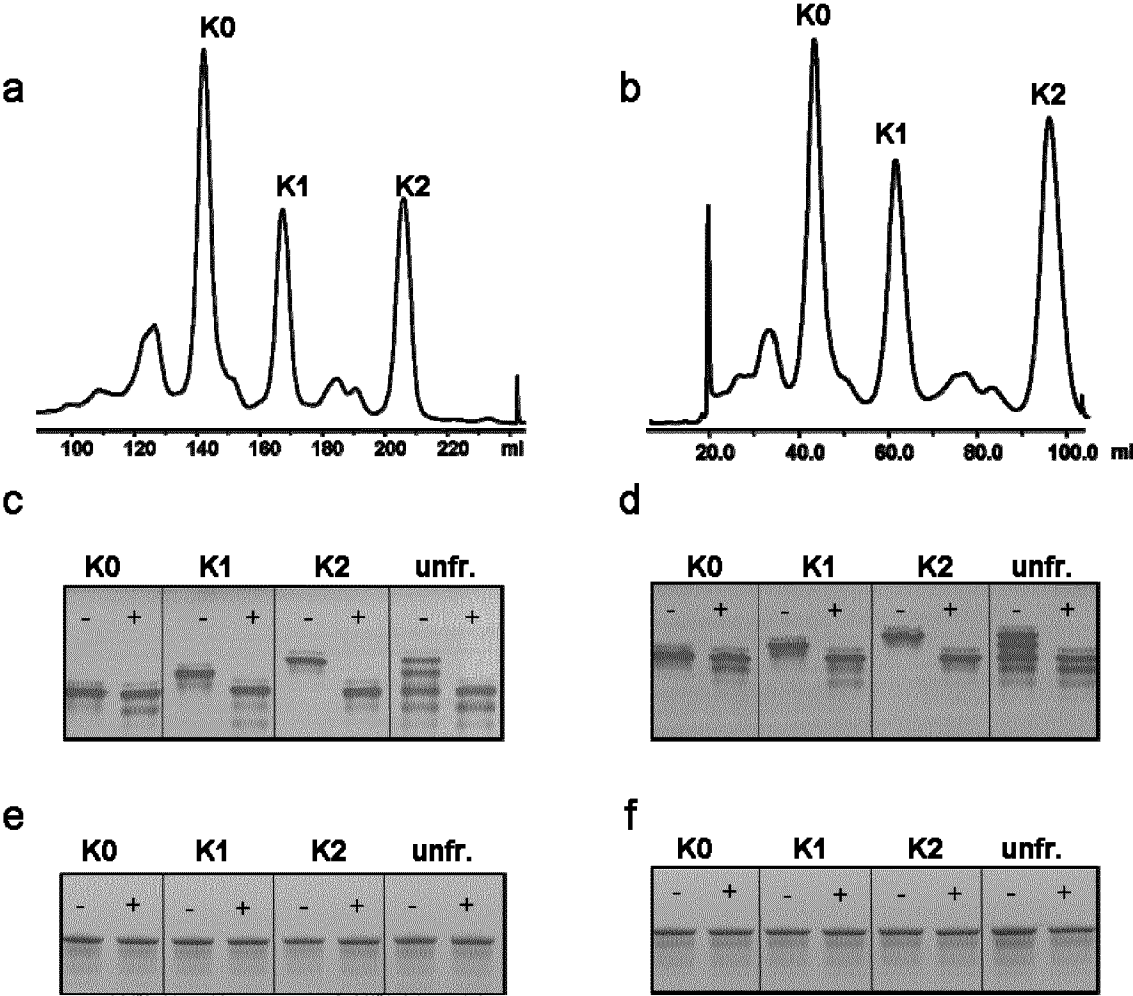 a
K0
K1
K2
100 120 140 160 180 200 220 ml
b
K0
K1
K2
20.0 40.0 60.0 80.0 100.0 ml
c
K0 K1 K2 unfr.
- + - + - + - +
d
K0 K1 K2 unfr.
- + - + - + - +
e
K0 K1 K2 unfr.
- + - + - + - +
f
K0 K1 K2 unfr.
- + - + - + - +